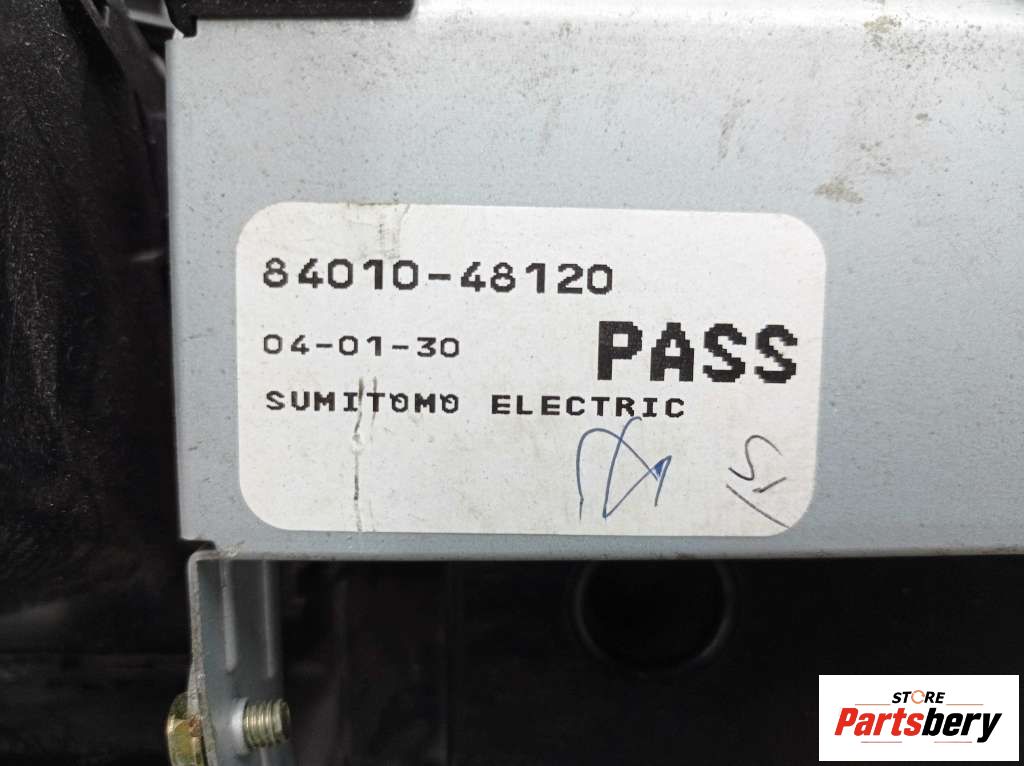 84010-48120
04-01-30
PASS
SUMITOMO ELECTRIC
STORE
Partsbery